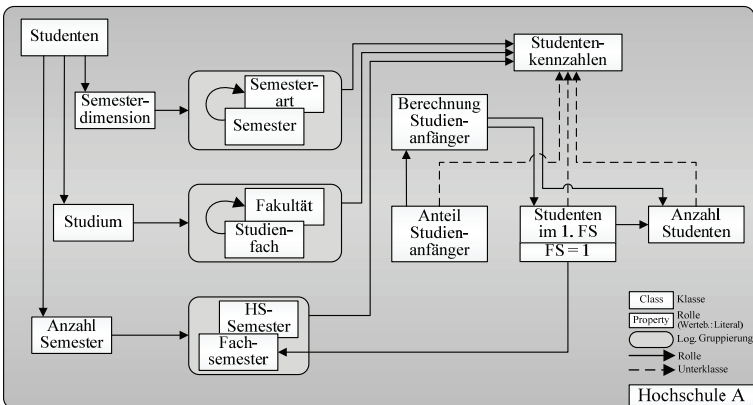 Studenten
Semester-
dimension
Semester-
art
Semester
Studium
Fakultät
Studien-
fach
Anzahl
Semester
HS-
Semester
Fach-
semester
Studenten-
kennzahlen
Berechnung
Studien-
anfänger
Anteil
Studien-
anfänger
Studenten
im 1. FS
FS = 1
Anzahl
Studenten
Class Klasse
Property Rolle
(Werteb.: Literal)
Log. Gruppierung
Rolle
Unterklasse
Hochschule A